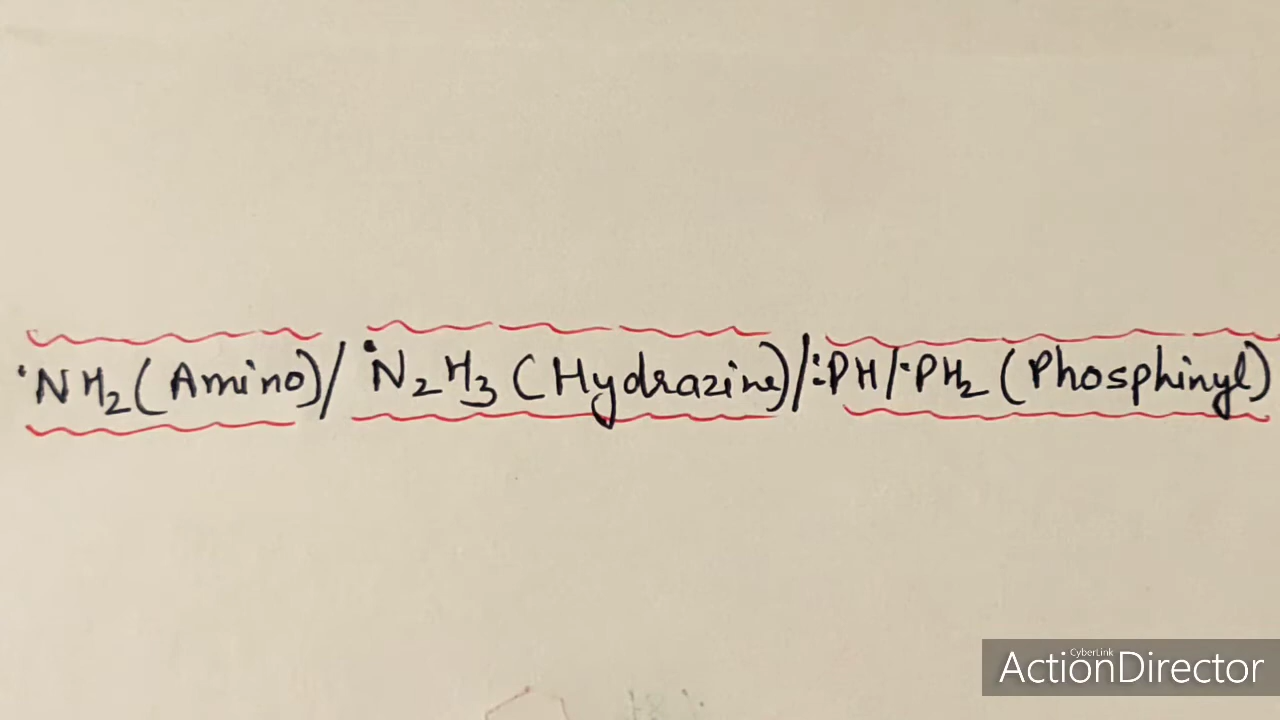 ·NH₂(Amino)/ ·N₂H₃(Hydrazine)/:PH/·PH₂(Phosphinyl)
CyberLink
ActionDirector